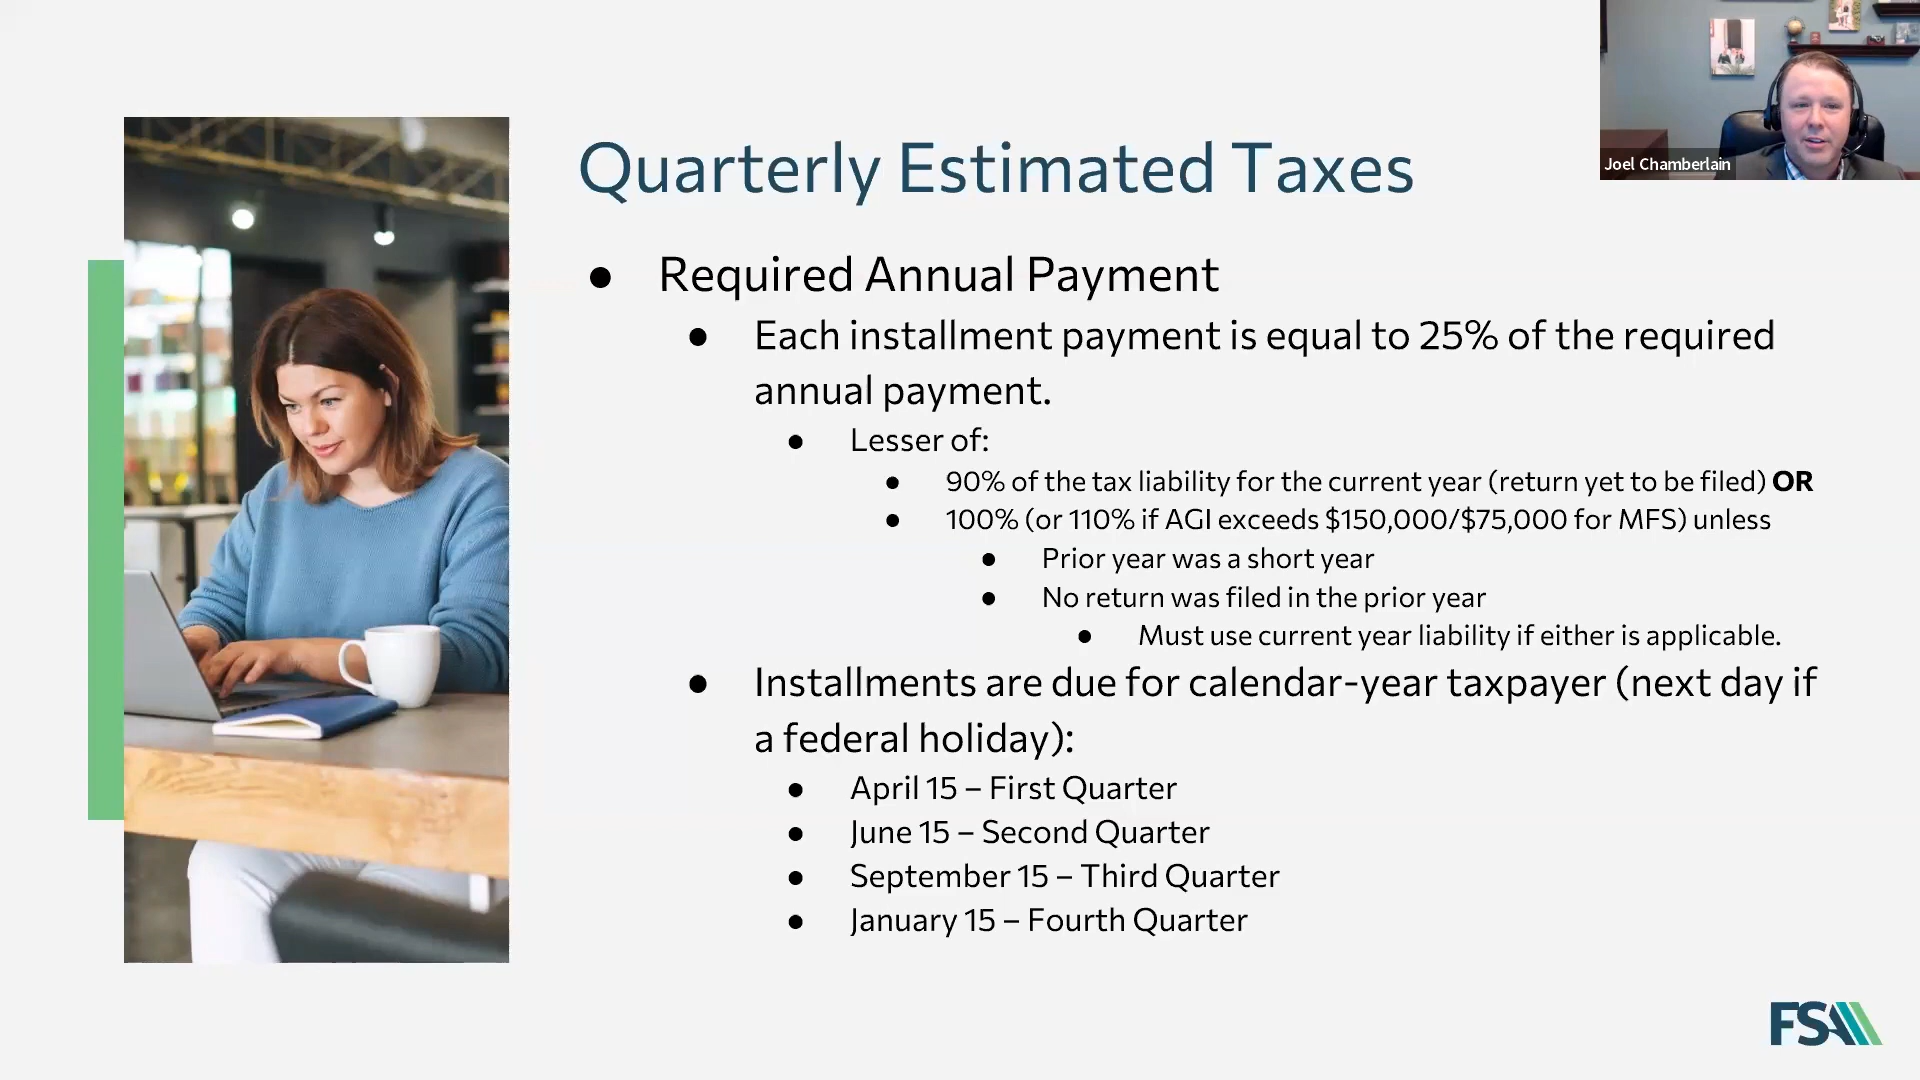 Quarterly Estimated Taxes
Joel Chamberlain
● Required Annual Payment
● Each installment payment is equal to 25% of the required
annual payment.
● Lesser of:
● 90% of the tax liability for the current year (return yet to be filed) OR
● 100% (or 110% if AGI exceeds $150,000/$75,000 for MFS) unless
● Prior year was a short year
● No return was filed in the prior year
● Must use current year liability if either is applicable.
● Installments are due for calendar-year taxpayer (next day if
a federal holiday):
● April 15 – First Quarter
● June 15 – Second Quarter
● September 15 – Third Quarter
● January 15 – Fourth Quarter
FSA